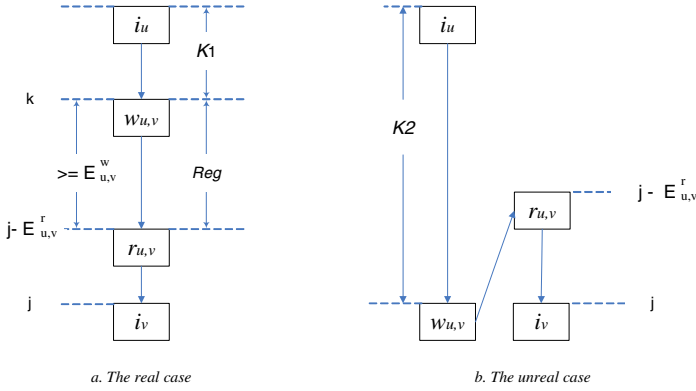 iu
K1
k
wu,v
>= E w u,v
Reg
j- E r u,v
ru,v
j
iv
a. The real case
iu
K2
j - E r u,v
ru,v
j
wu,v
iv
b. The unreal case